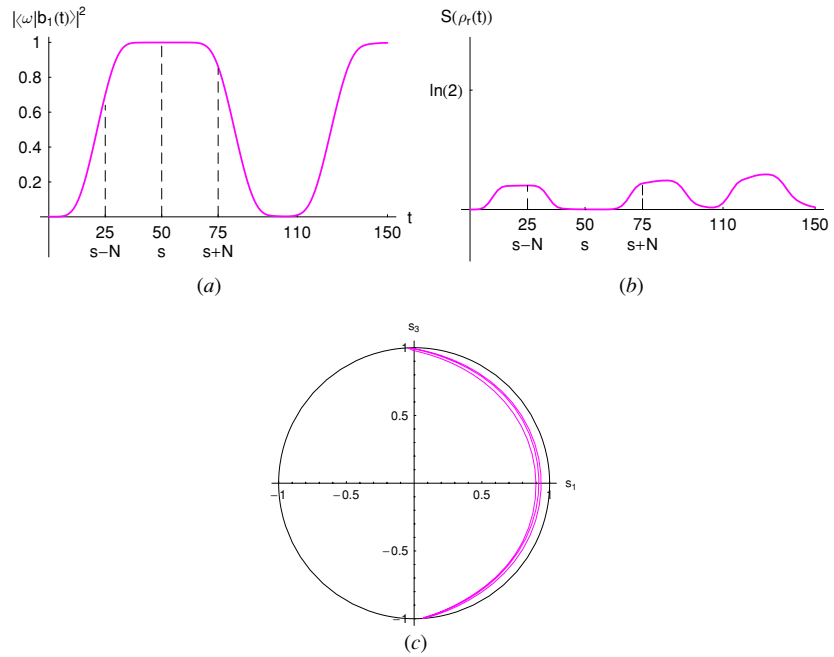 |⟨ω|b₁(t)⟩|²
1
0.8
0.6
0.4
0.2
25 50 75 110 150 t
s−N s s+N
(a)
S(ρᵣ(t))
ln(2)
25 50 75 110 150
s−N s s+N
(b)
s₃
1
0.5
−1 −0.5 0.5 1 s₁
−0.5
−1
(c)